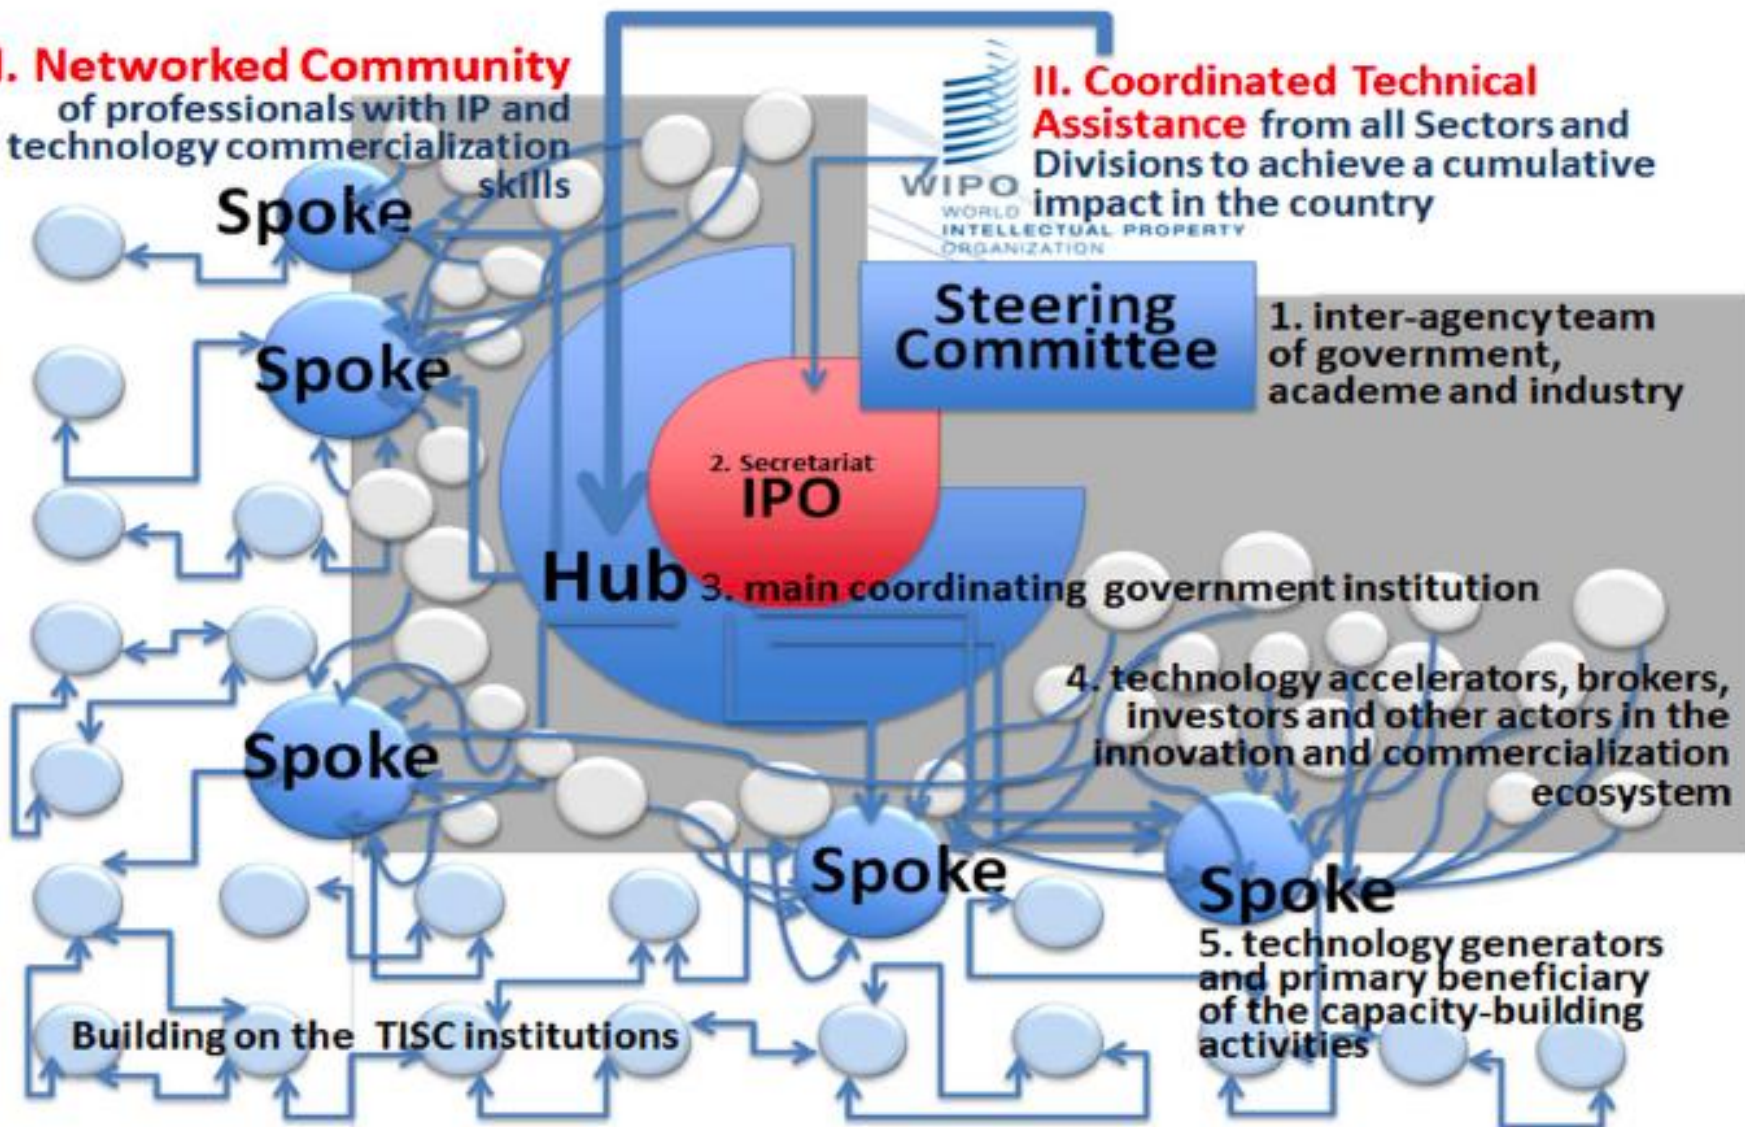 I. Networked Community
of professionals with IP and
technology commercialization
skills
WIPO
WORLD
INTELLECTUAL PROPERTY
ORGANIZATION
II. Coordinated Technical
Assistance from all Sectors and
Divisions to achieve a cumulative
impact in the country
Spoke
Steering
Committee
1. inter-agency team
of government,
academe and industry
Spoke
2. Secretariat
IPO
Hub 3. main coordinating government institution
4. technology accelerators, brokers,
investors and other actors in the
innovation and commercialization
ecosystem
Spoke
Spoke
Spoke
5. technology generators
and primary beneficiary
of the capacity-building
activities
Building on the TISC institutions